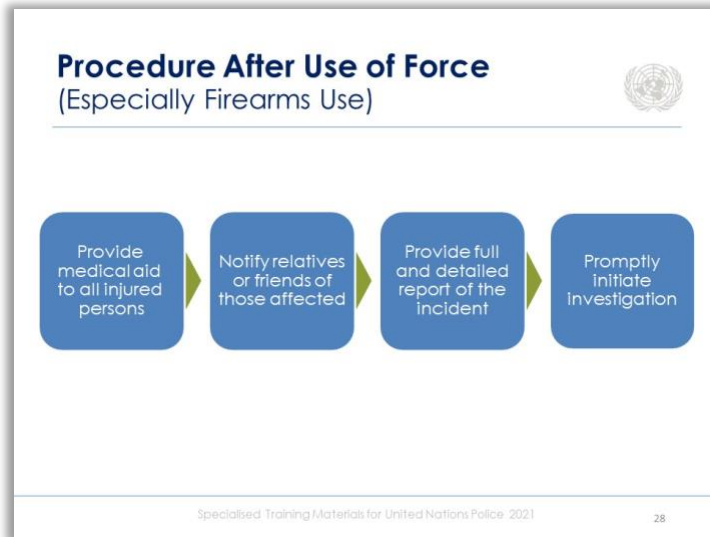 Procedure After Use of Force
(Especially Firearms Use)
Provide
medical aid
to all injured
persons
Notify relatives
or friends of
those affected
Provide full
and detailed
report of the
incident
Promptly
initiate
investigation
Specialised Training Materials for United Nations Police 2021
28